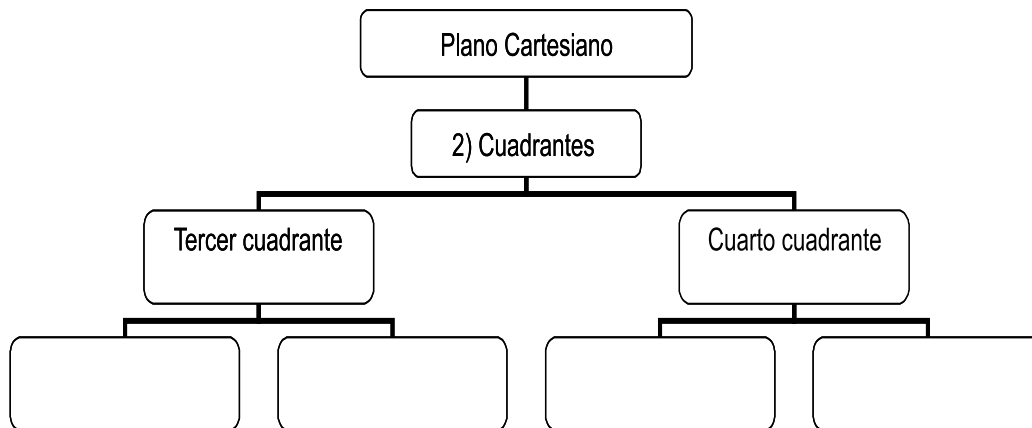 Plano Cartesiano
2) Cuadrantes
Tercer cuadrante
Cuarto cuadrante